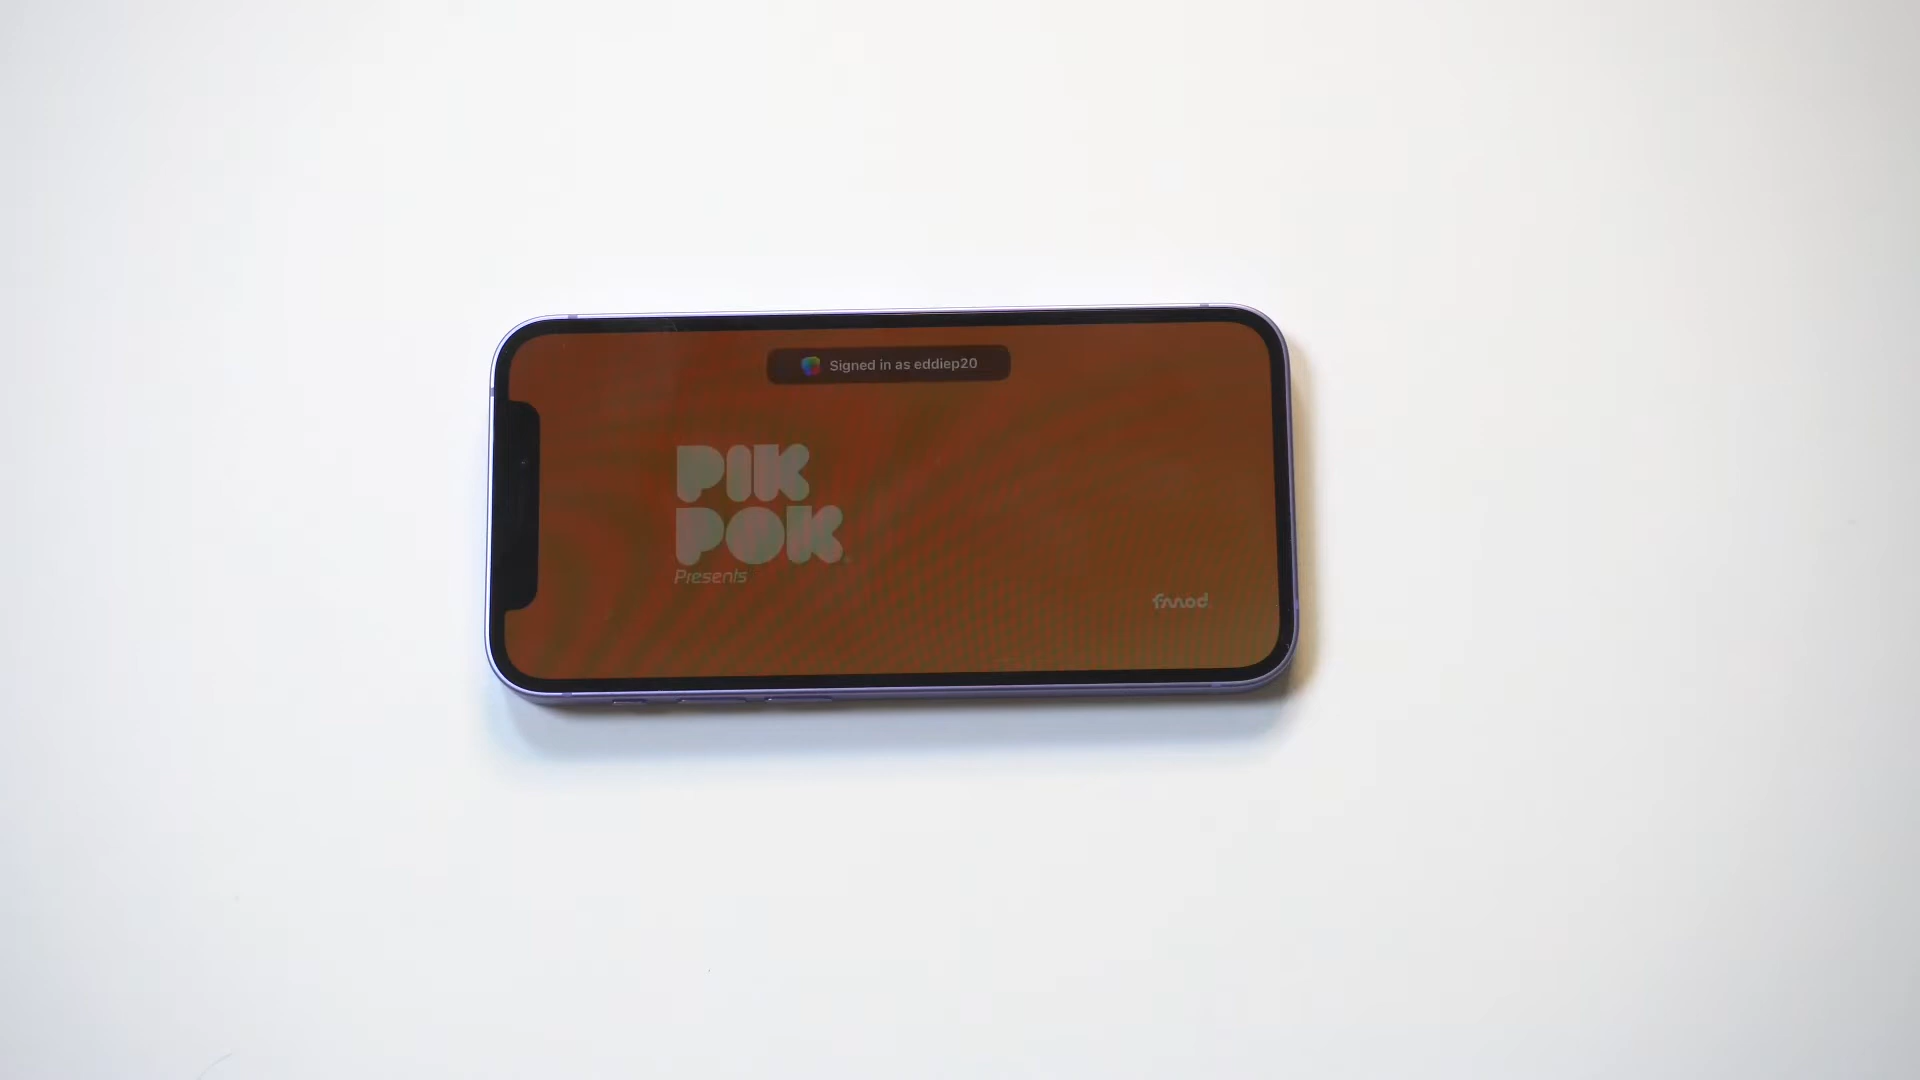 Signed in as eddiep20
PIK
POK
Presents
fmod